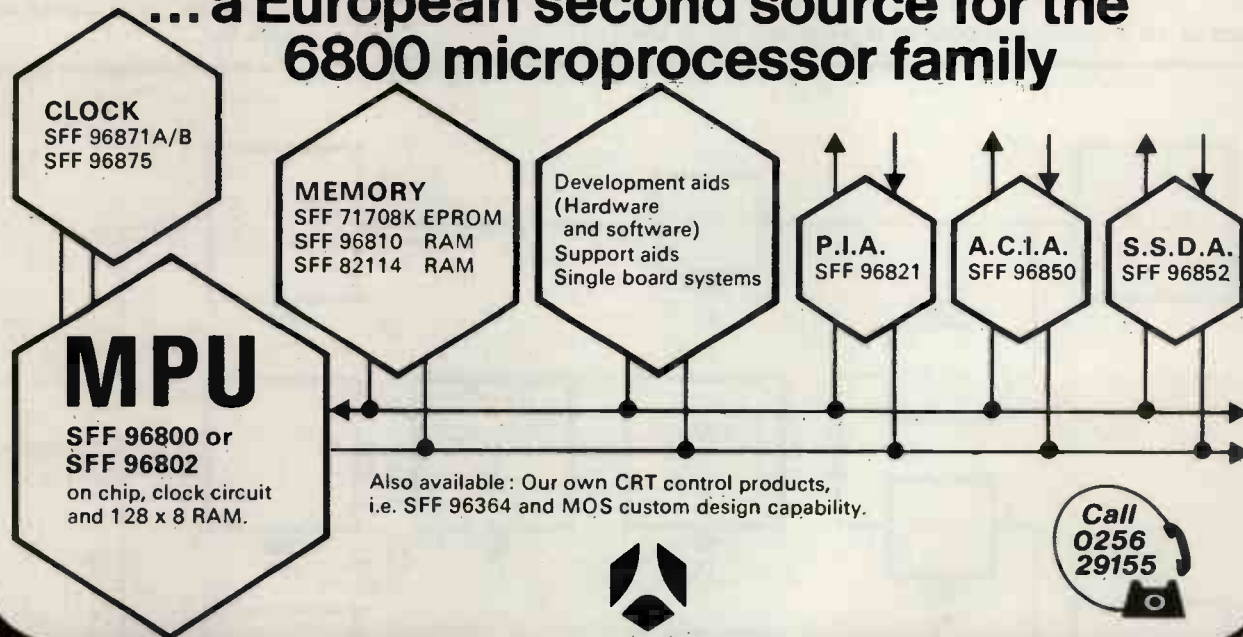 ... a European second source for the
6800 microprocessor family
CLOCK
SFF 96871A/B
SFF 96875
MEMORY
SFF 71708K EPROM
SFF 96810 RAM
SFF 82114 RAM
Development aids
(Hardware
and software)
Support aids
Single board systems
P.I.A.
SFF 96821
A.C.I.A.
SFF 96850
S.S.D.A.
SFF 96852
MPU
SFF 96800 or
SFF 96802
on chip, clock circuit
and 128 x 8 RAM.
Also available : Our own CRT control products,
i.e. SFF 96364 and MOS custom design capability.
Call
0256
29155